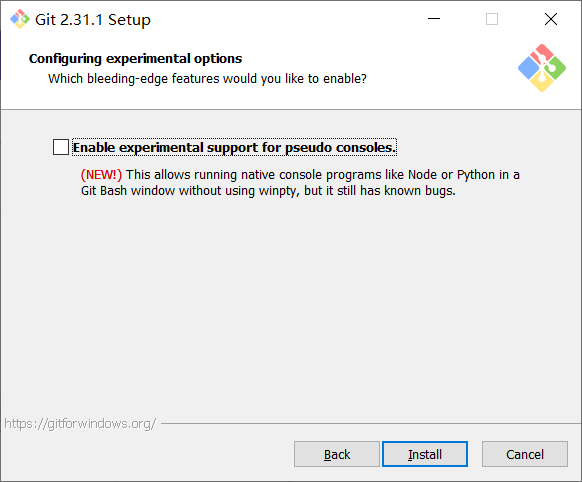 Git 2.31.1 Setup
Configuring experimental options
Which bleeding-edge features would you like to enable?
Enable experimental support for pseudo consoles.
(NEW!) This allows running native console programs like Node or Python in a
Git Bash window without using winpty, but it still has known bugs.
https://gitforwindows.org/
Back Install Cancel